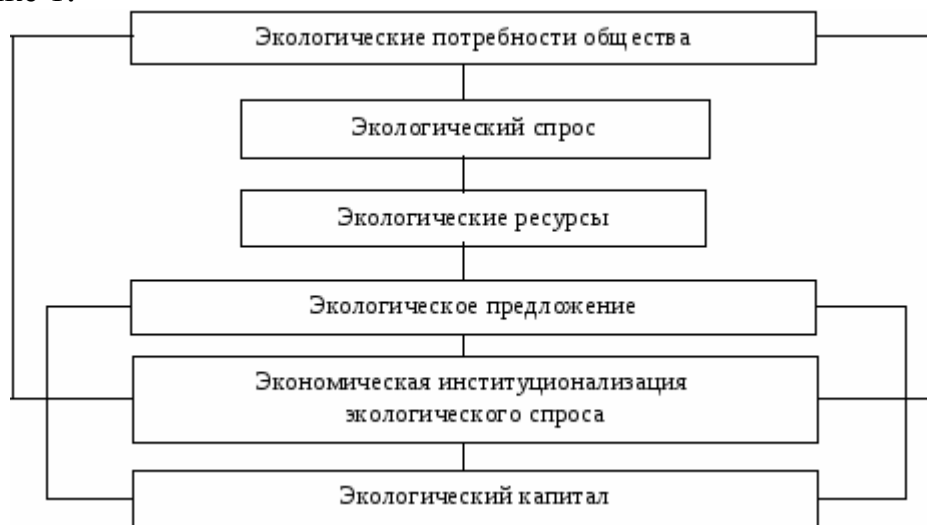 Экологические потребности общества
Экологический спрос
Экологические ресурсы
Экологическое предложение
Экономическая институционализация
экологического спроса
Экологический капитал